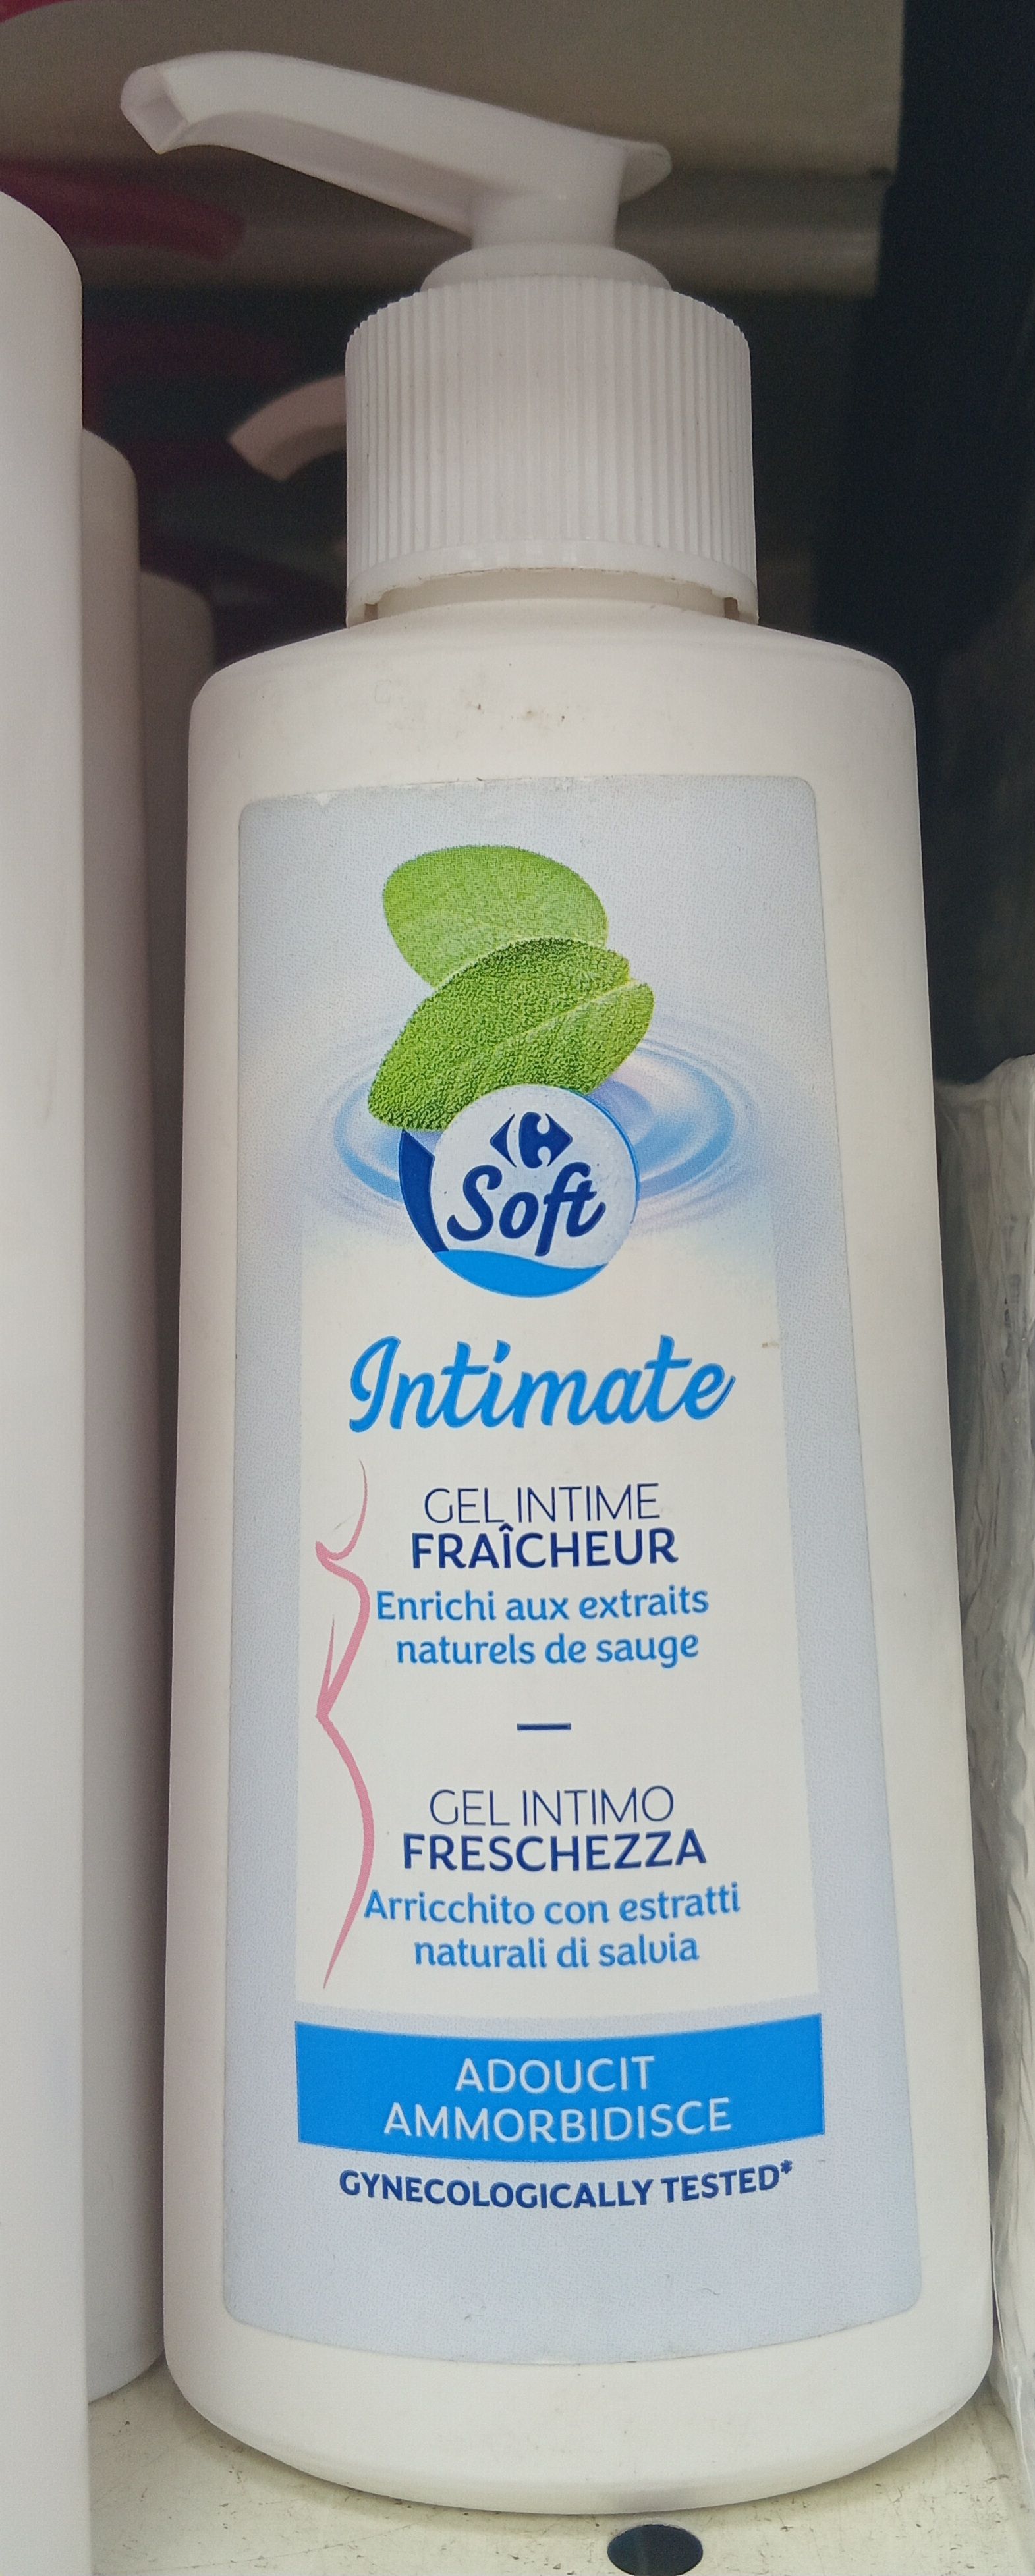 Soft
Intimate
GEL INTIME
FRAÎCHEUR
Enrichi aux extraits
naturels de sauge
—
GEL INTIMO
FRESCHEZZA
Arricchito con estratti
naturali di salvia
ADOUCIT
AMMORBIDISCE
GYNECOLOGICALLY TESTED*